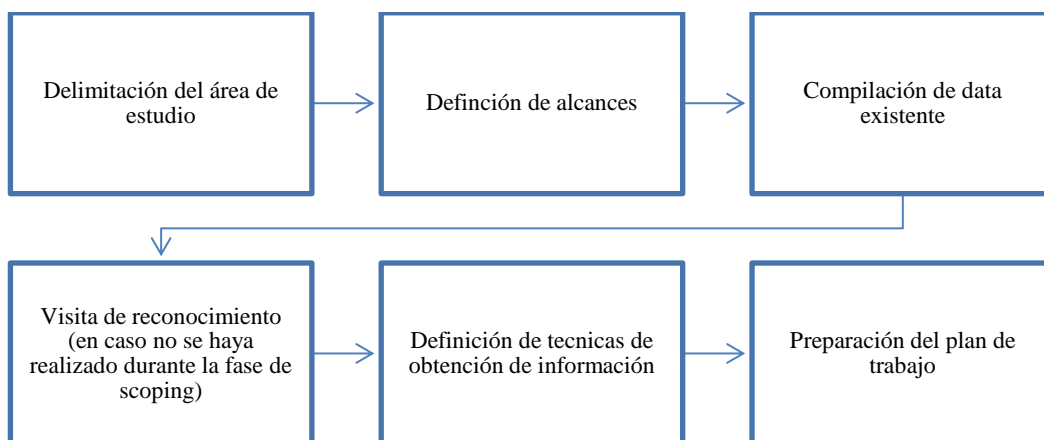 Delimitación del área de
estudio
Definción de alcances
Compilación de data
existente
Visita de reconocimiento
(en caso no se haya
realizado durante la fase de
scoping)
Definición de tecnicas de
obtención de información
Preparación del plan de
trabajo